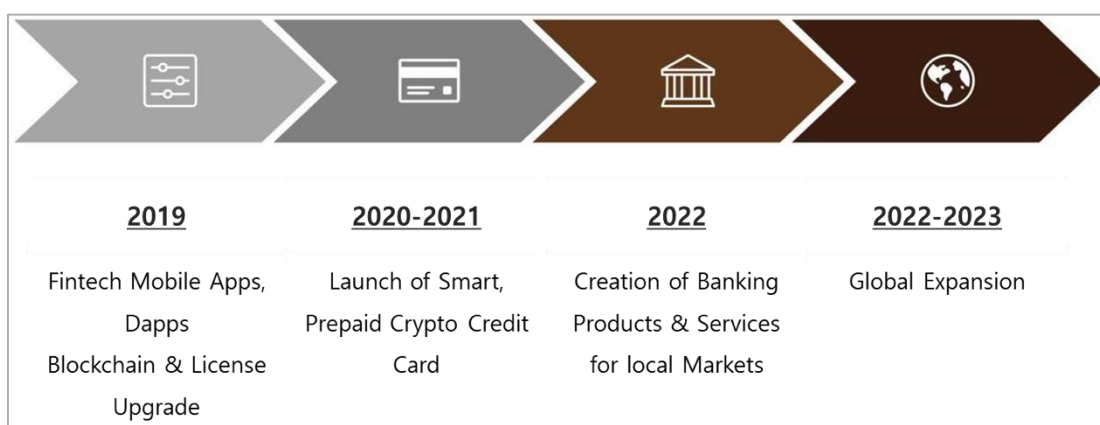 2019
Fintech Mobile Apps,
Dapps
Blockchain & License
Upgrade
2020-2021
Launch of Smart,
Prepaid Crypto Credit
Card
2022
Creation of Banking
Products & Services
for local Markets
2022-2023
Global Expansion